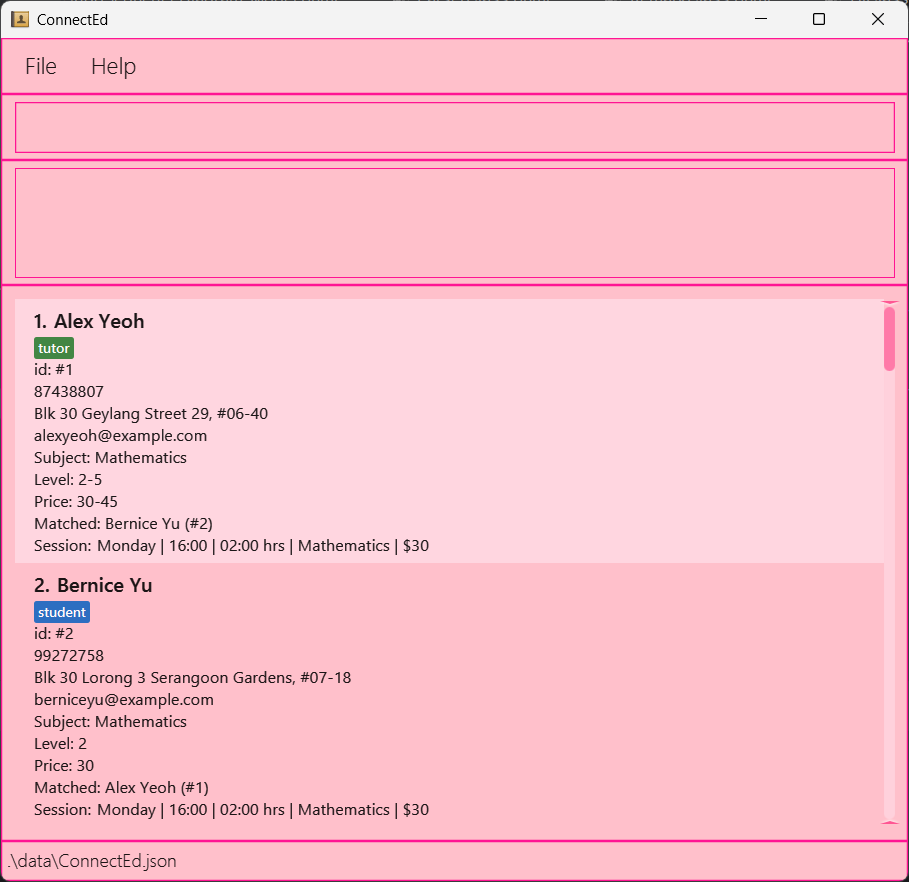 ConnectEd
File Help
1. Alex Yeoh
tutor
id: #1
87438807
Blk 30 Geylang Street 29, #06-40
alexyeoh@example.com
Subject: Mathematics
Level: 2-5
Price: 30-45
Matched: Bernice Yu (#2)
Session: Monday | 16:00 | 02:00 hrs | Mathematics | $30
2. Bernice Yu
student
id: #2
99272758
Blk 30 Lorong 3 Serangoon Gardens, #07-18
berniceyu@example.com
Subject: Mathematics
Level: 2
Price: 30
Matched: Alex Yeoh (#1)
Session: Monday | 16:00 | 02:00 hrs | Mathematics | $30
.\data\ConnectEd.json